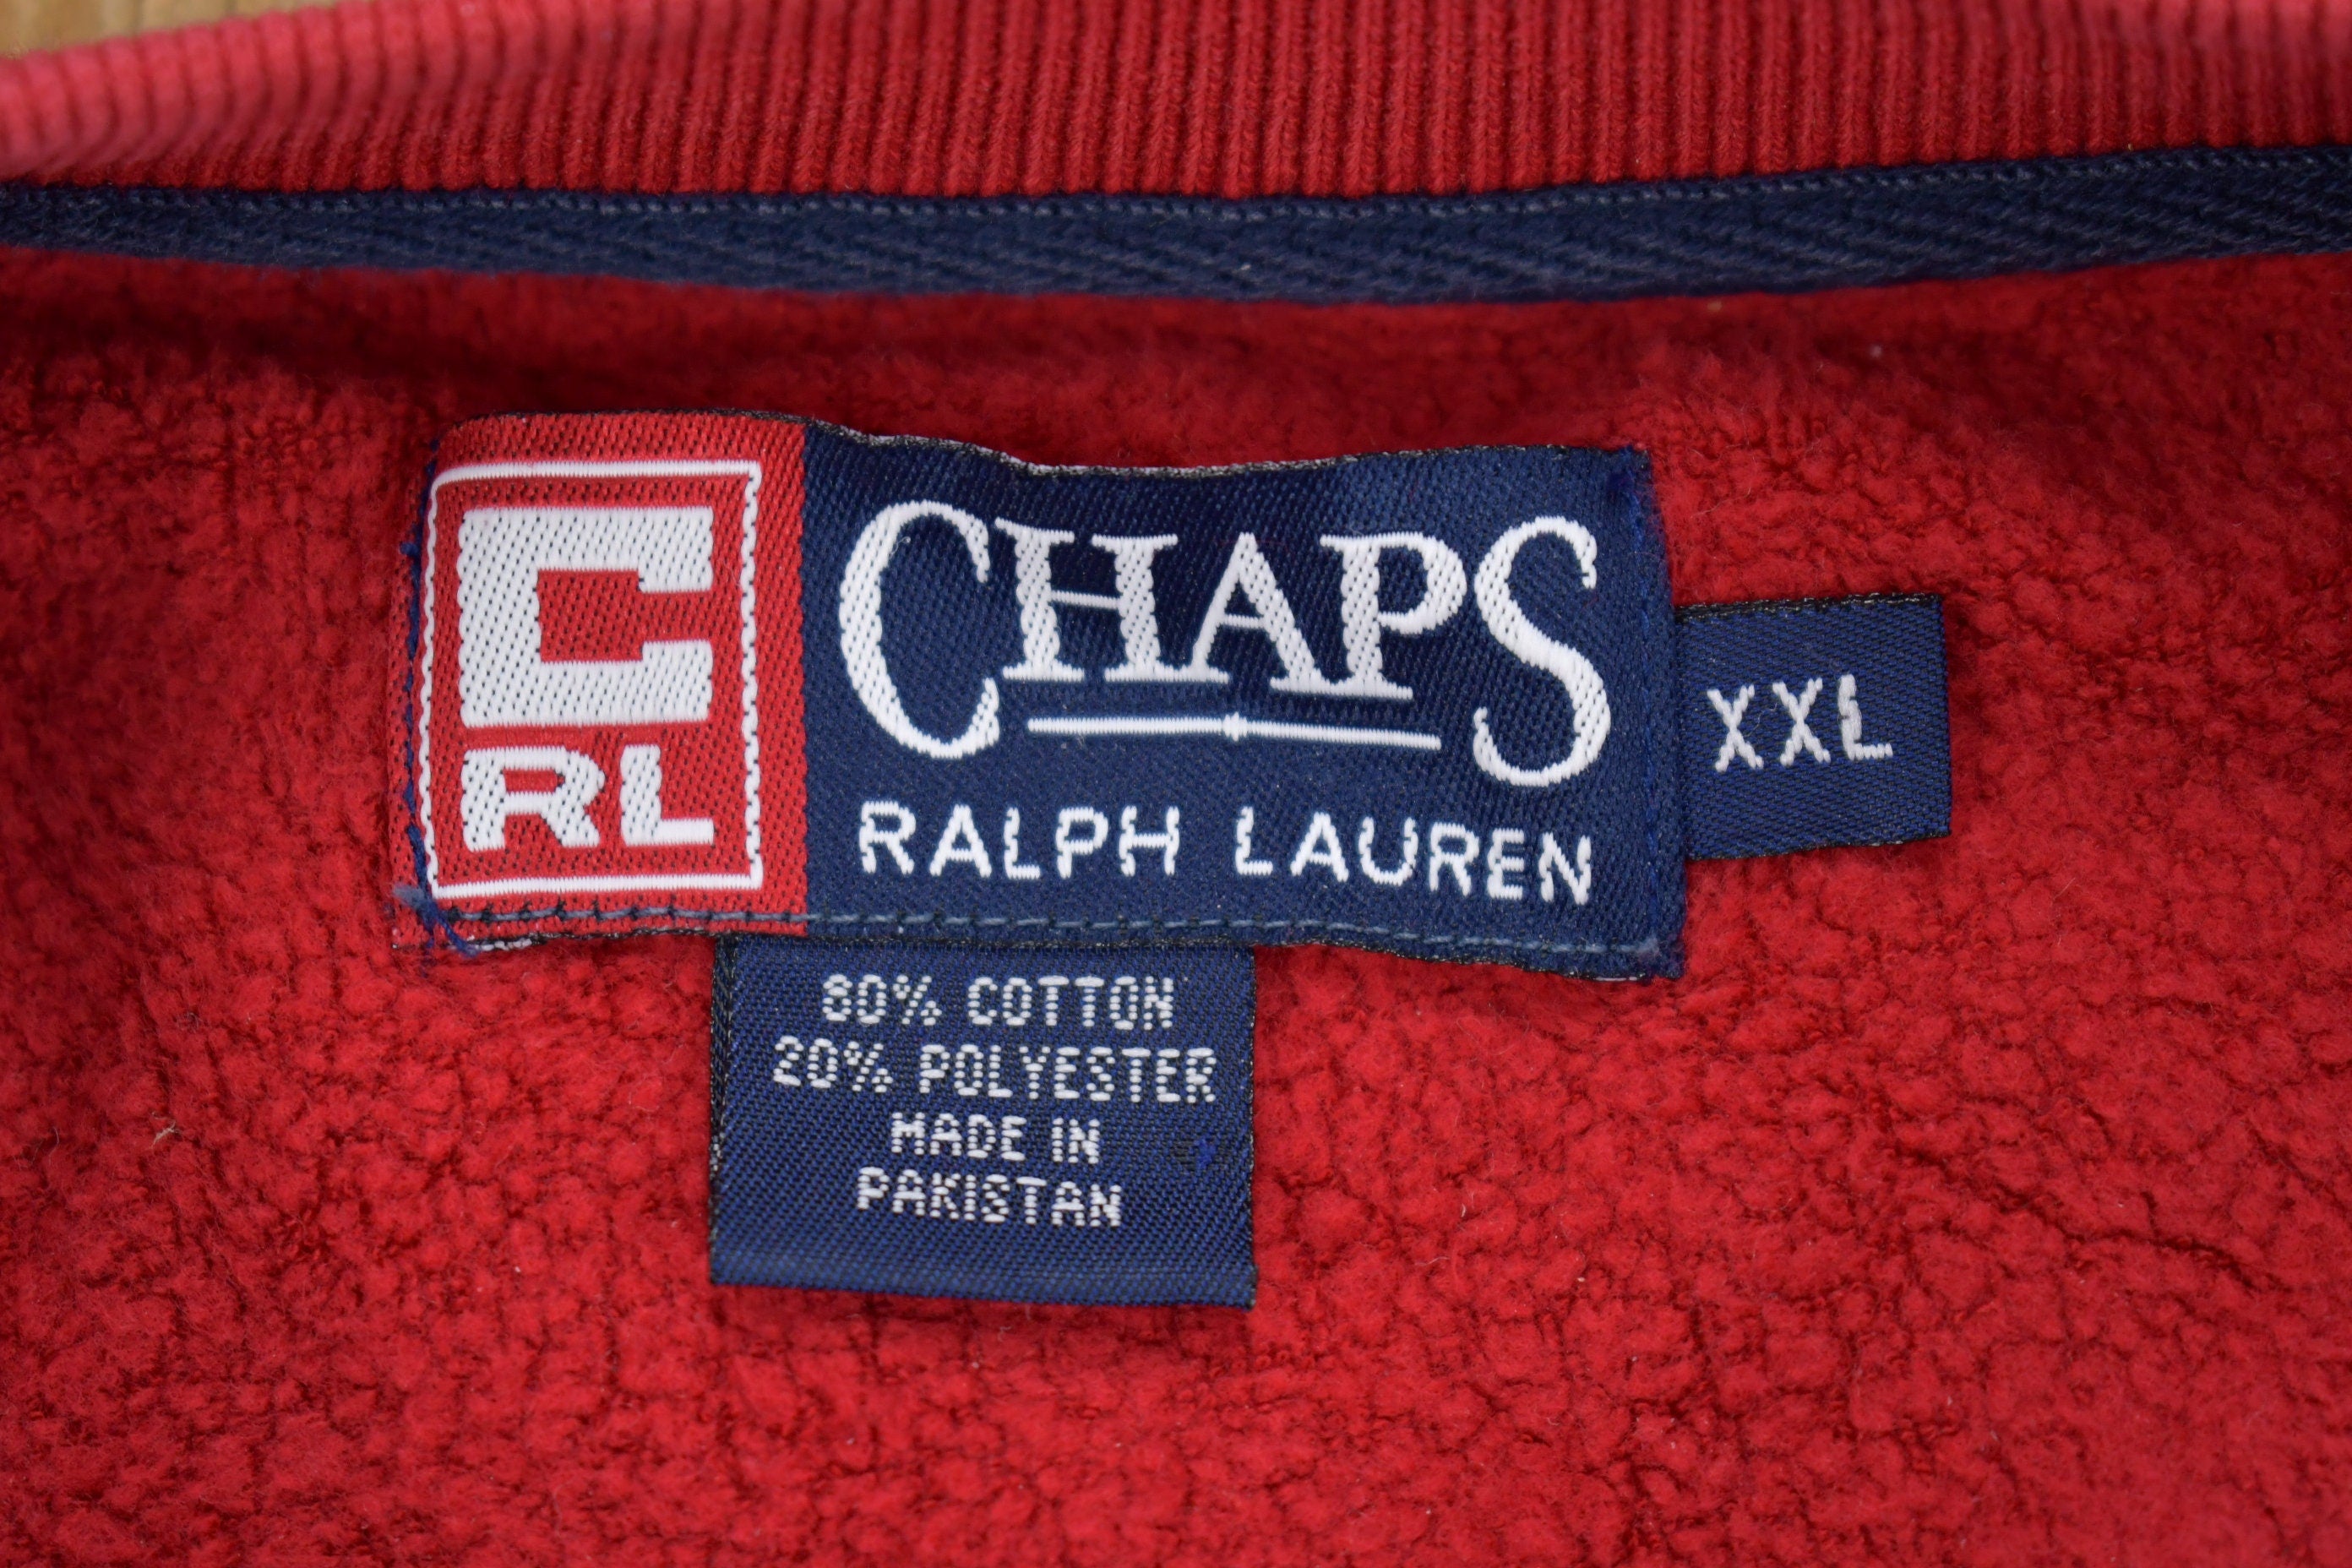 C
RL
CHAPS
RALPH LAUREN
XXL
80% COTTON
20% POLYESTER
MADE IN
PAKISTAN